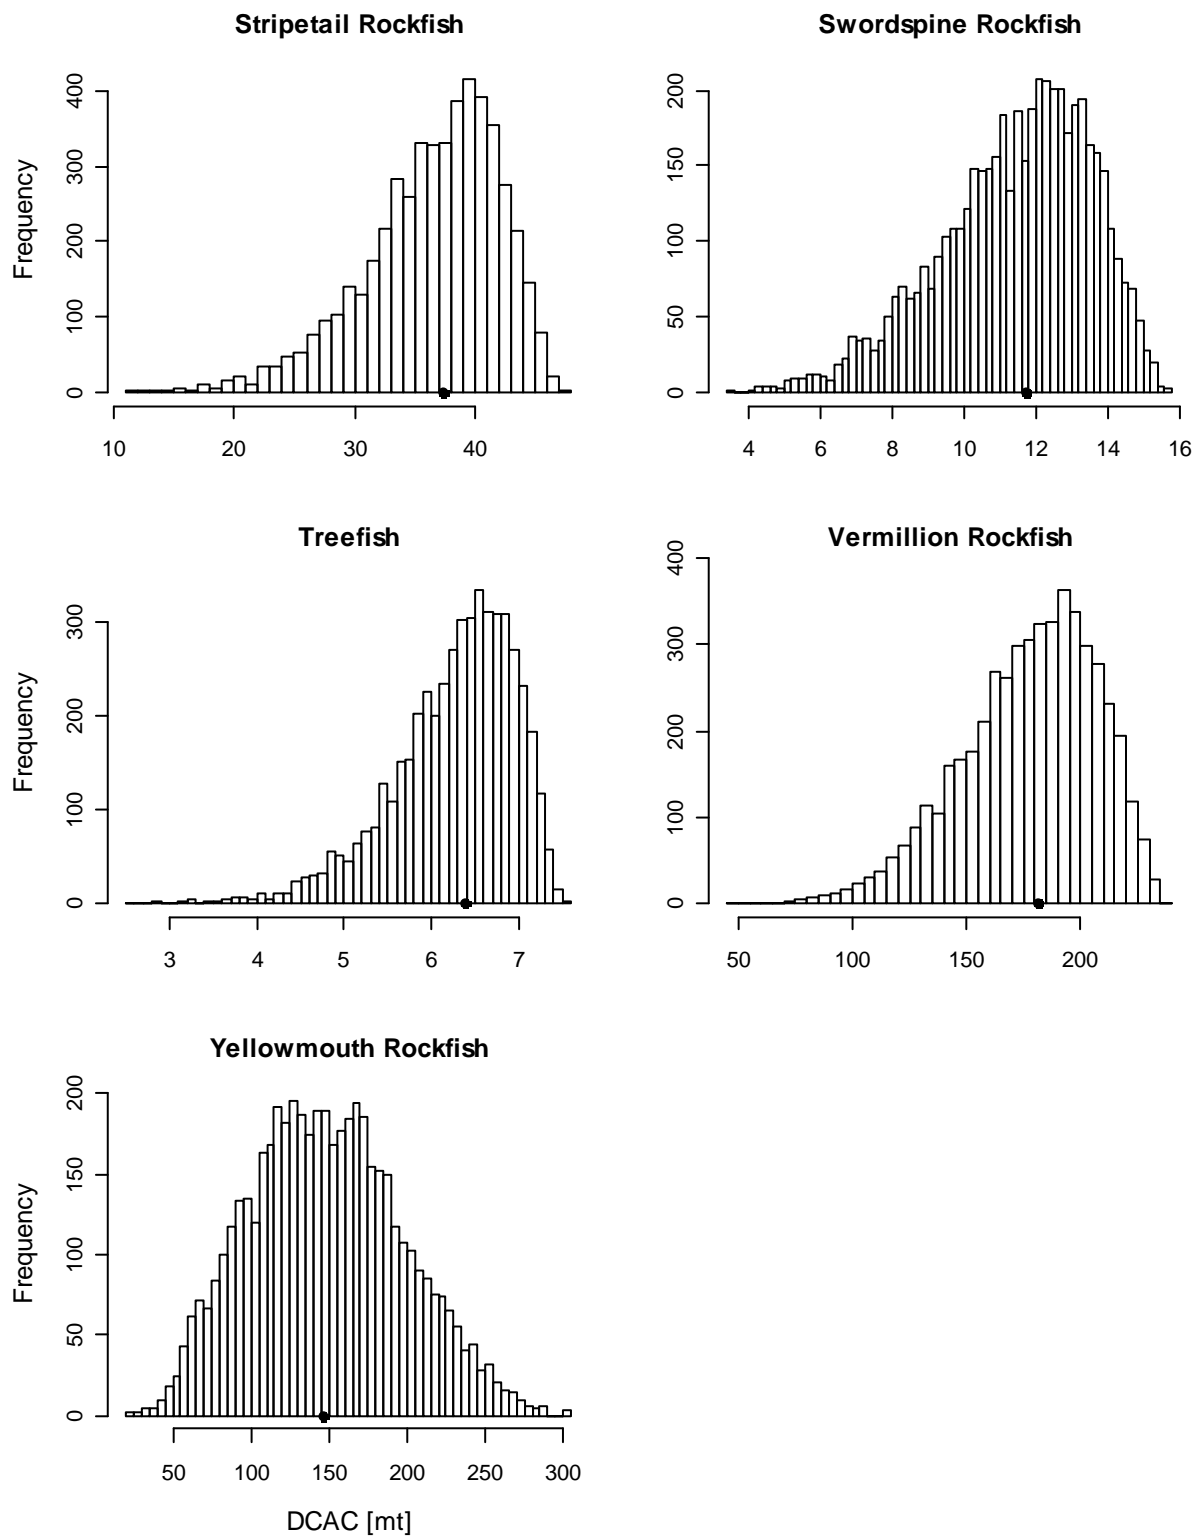 Stripetail Rockfish
Frequency
0 100 200 300 400
10 20 30 40
Swordspine Rockfish
0 50 100 150 200
4 6 8 10 12 14 16
Treefish
Frequency
0 100 200 300
3 4 5 6 7
Vermillion Rockfish
0 100 200 300 400
50 100 150 200
Yellowmouth Rockfish
Frequency
0 50 100 150 200
50 100 150 200 250 300
DCAC [mt]